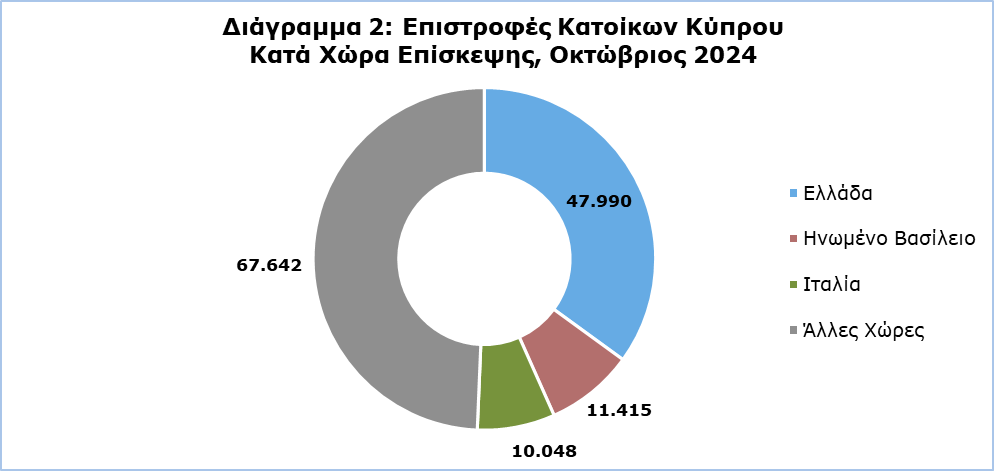 Διάγραμμα 2: Επιστροφές Κατοίκων Κύπρου
Κατά Χώρα Επίσκεψης, Οκτώβριος 2024
47.990
67.642
11.415
10.048
Ελλάδα
Ηνωμένο Βασίλειο
Ιταλία
Άλλες Χώρες